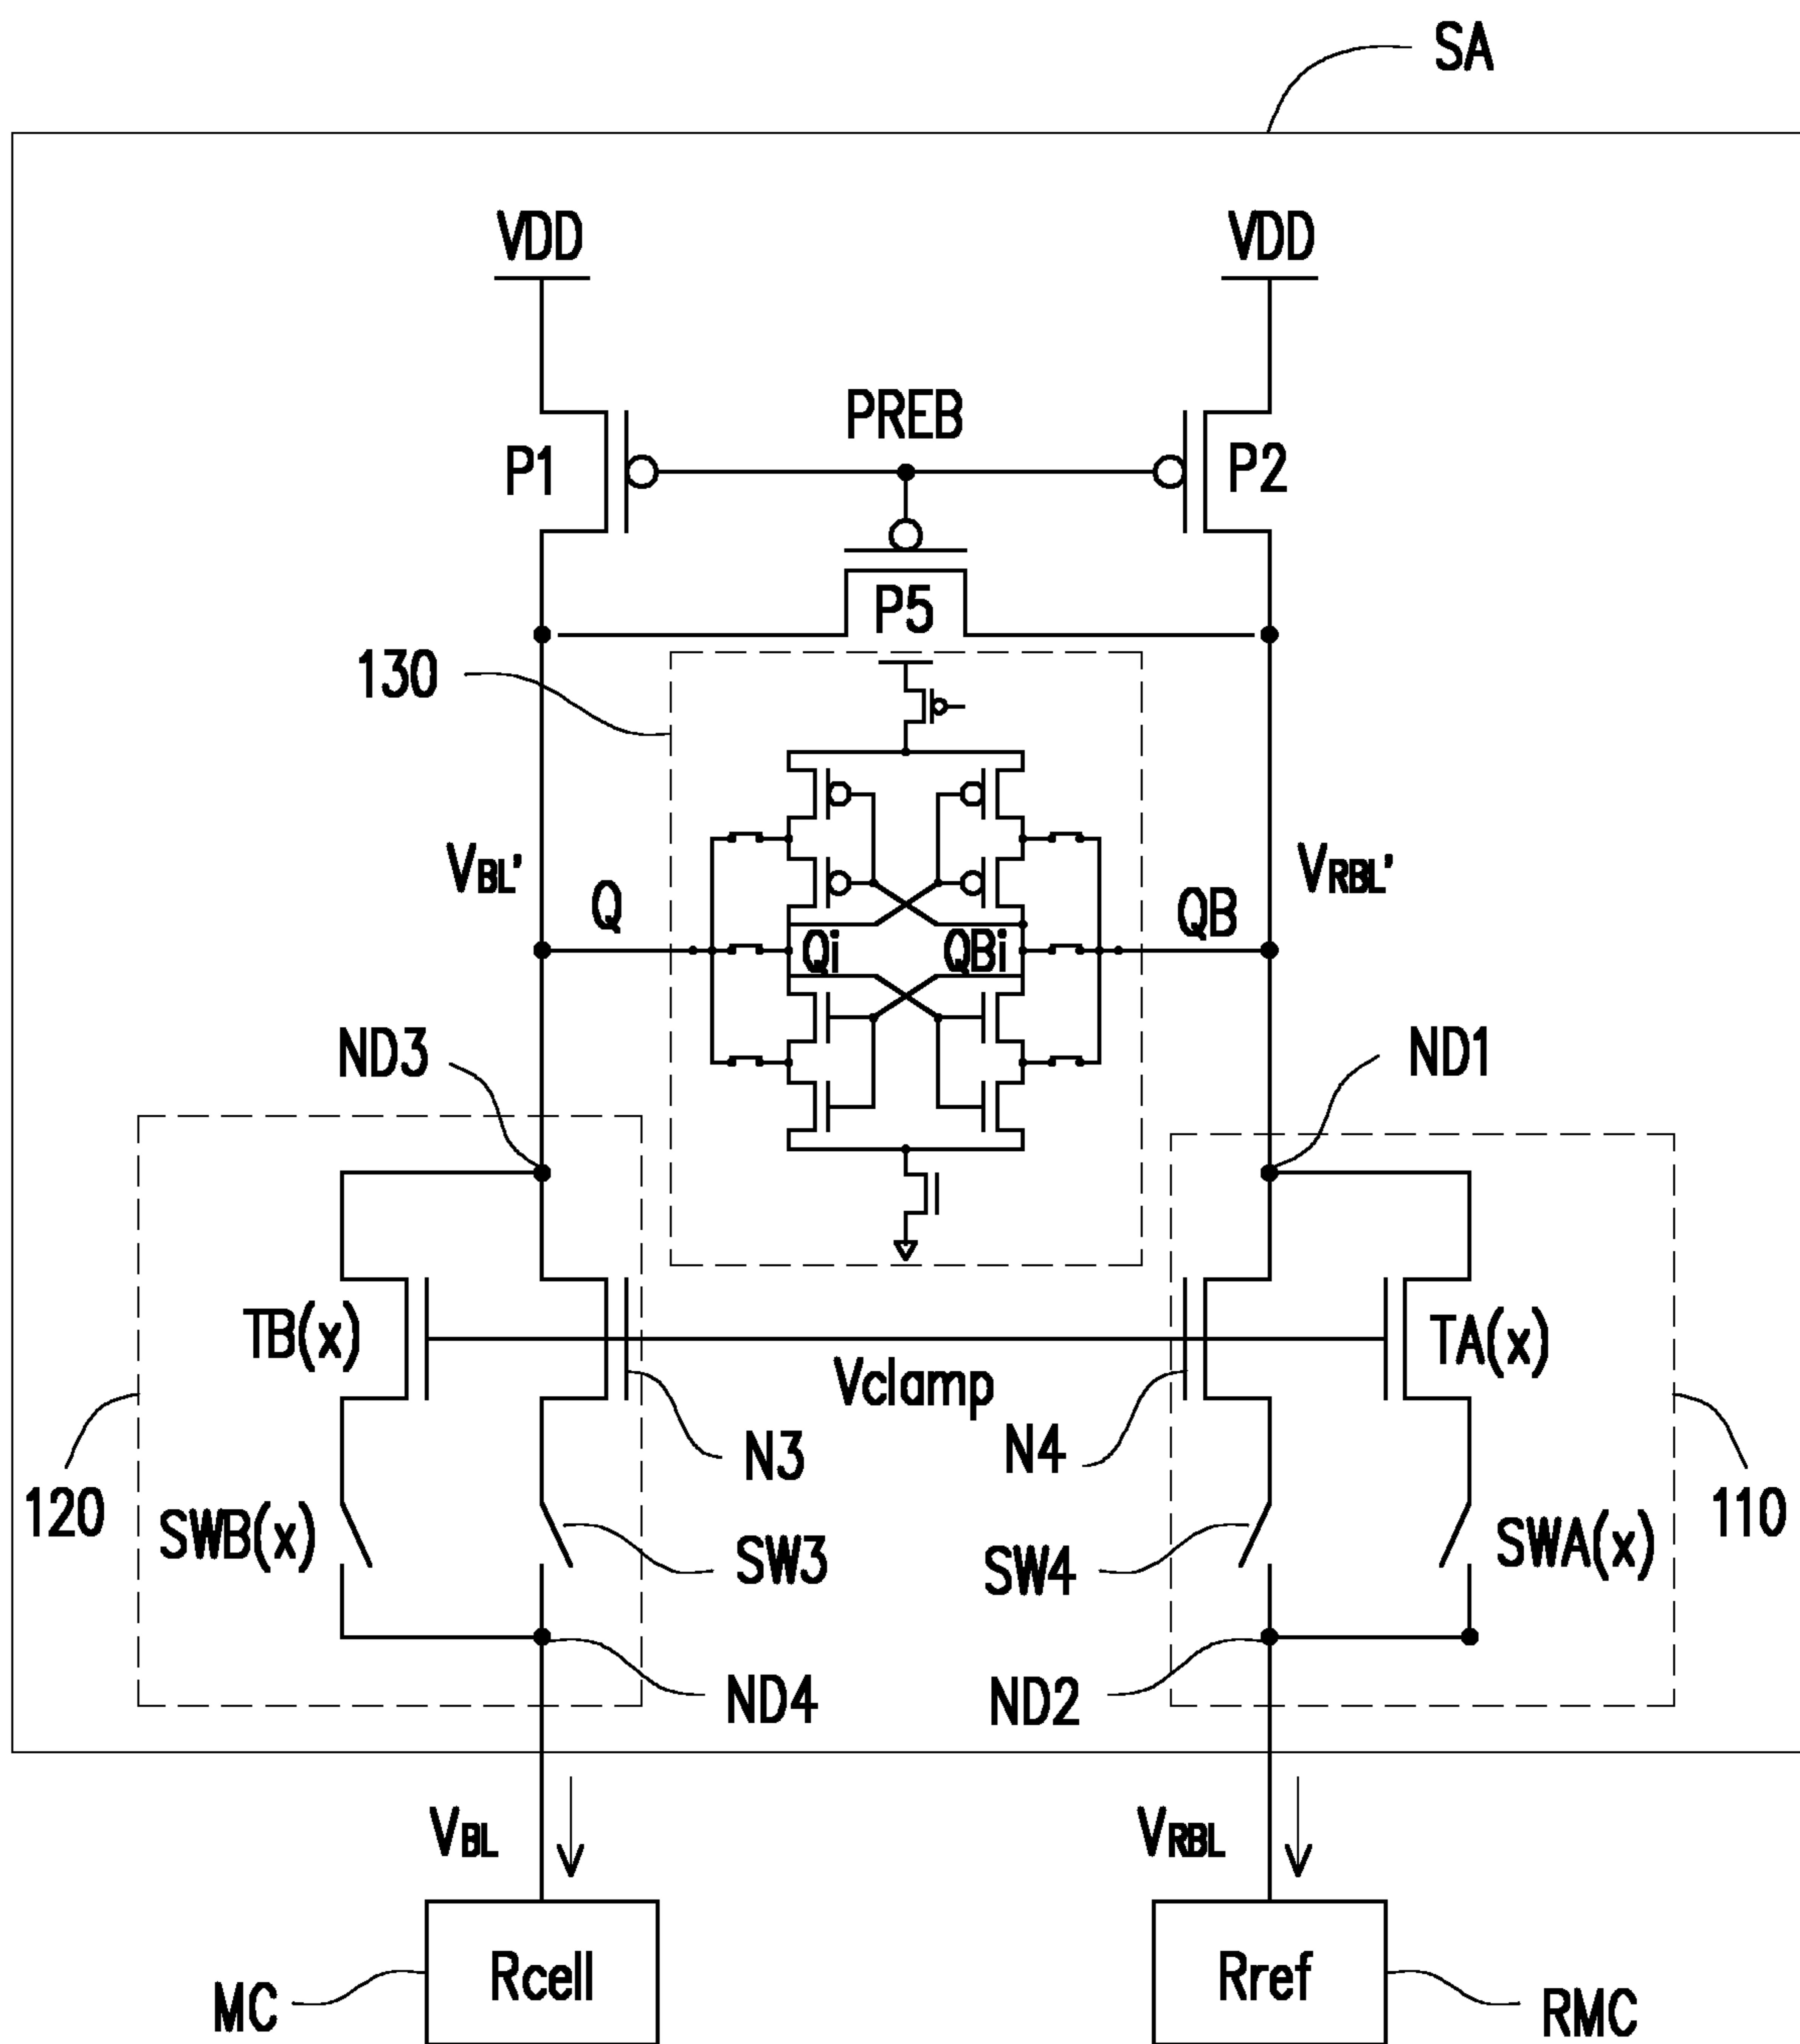 SA
VDD
VDD
PREB
P1
P2
P5
130
VBL'
VRBL'
Q
QB
Qi
QBi
ND3
ND1
TB(x)
TA(x)
Vclamp
N3
N4
120
110
SWB(x)
SW3
SW4
SWA(x)
ND4
ND2
VBL
VRBL
Rcell
Rref
MC
RMC